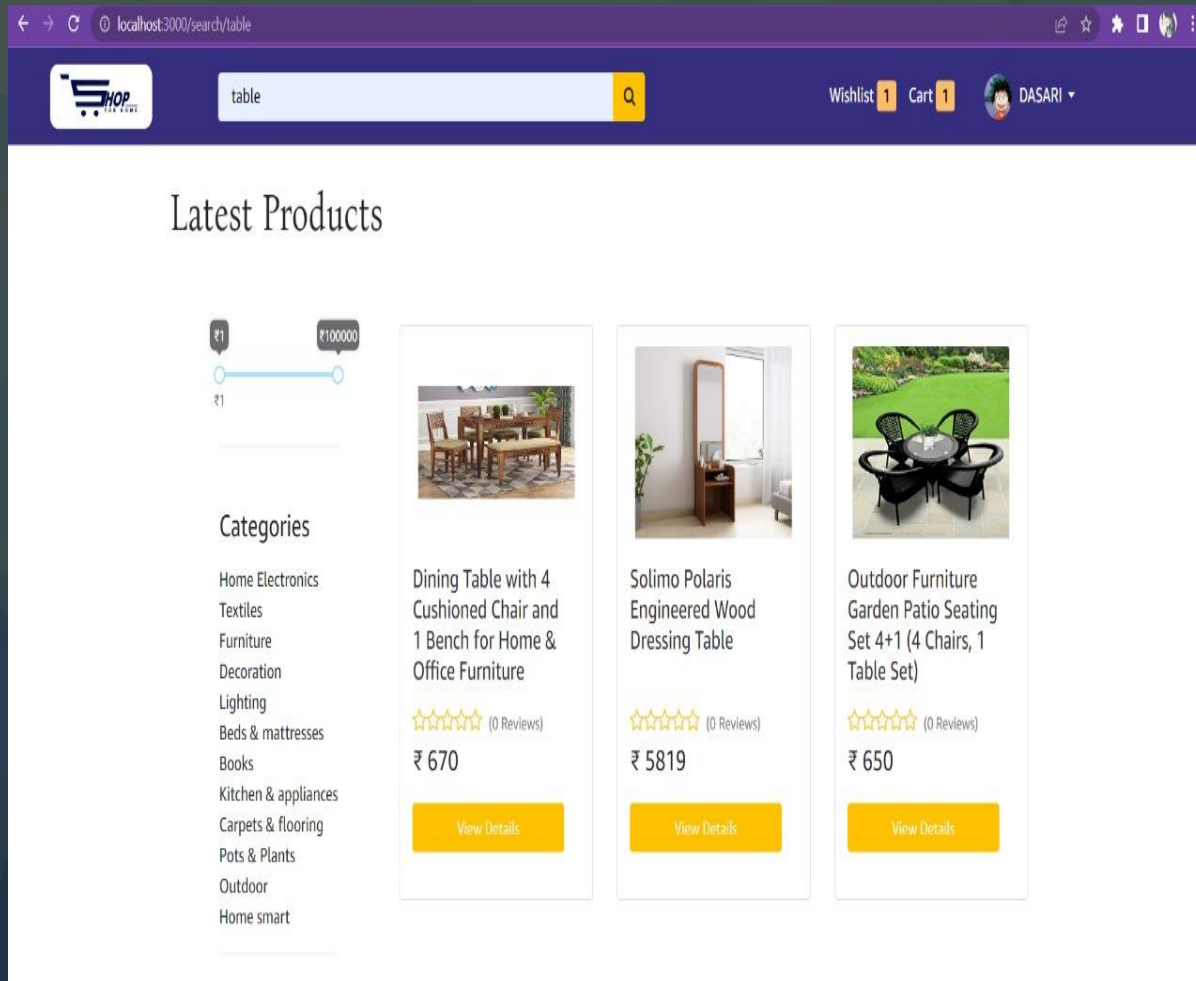 localhost:3000/search/table
SHOP
FOR HOME
table
Wishlist 1 Cart 1 DASARI
Latest Products
₹1 ₹100000
₹1
Categories
Home Electronics
Textiles
Furniture
Decoration
Lighting
Beds & mattresses
Books
Kitchen & appliances
Carpets & flooring
Pots & Plants
Outdoor
Home smart
Dining Table with 4
Cushioned Chair and
1 Bench for Home &
Office Furniture
(0 Reviews)
₹ 670
View Details
Solimo Polaris
Engineered Wood
Dressing Table
(0 Reviews)
₹ 5819
View Details
Outdoor Furniture
Garden Patio Seating
Set 4+1 (4 Chairs, 1
Table Set)
(0 Reviews)
₹ 650
View Details